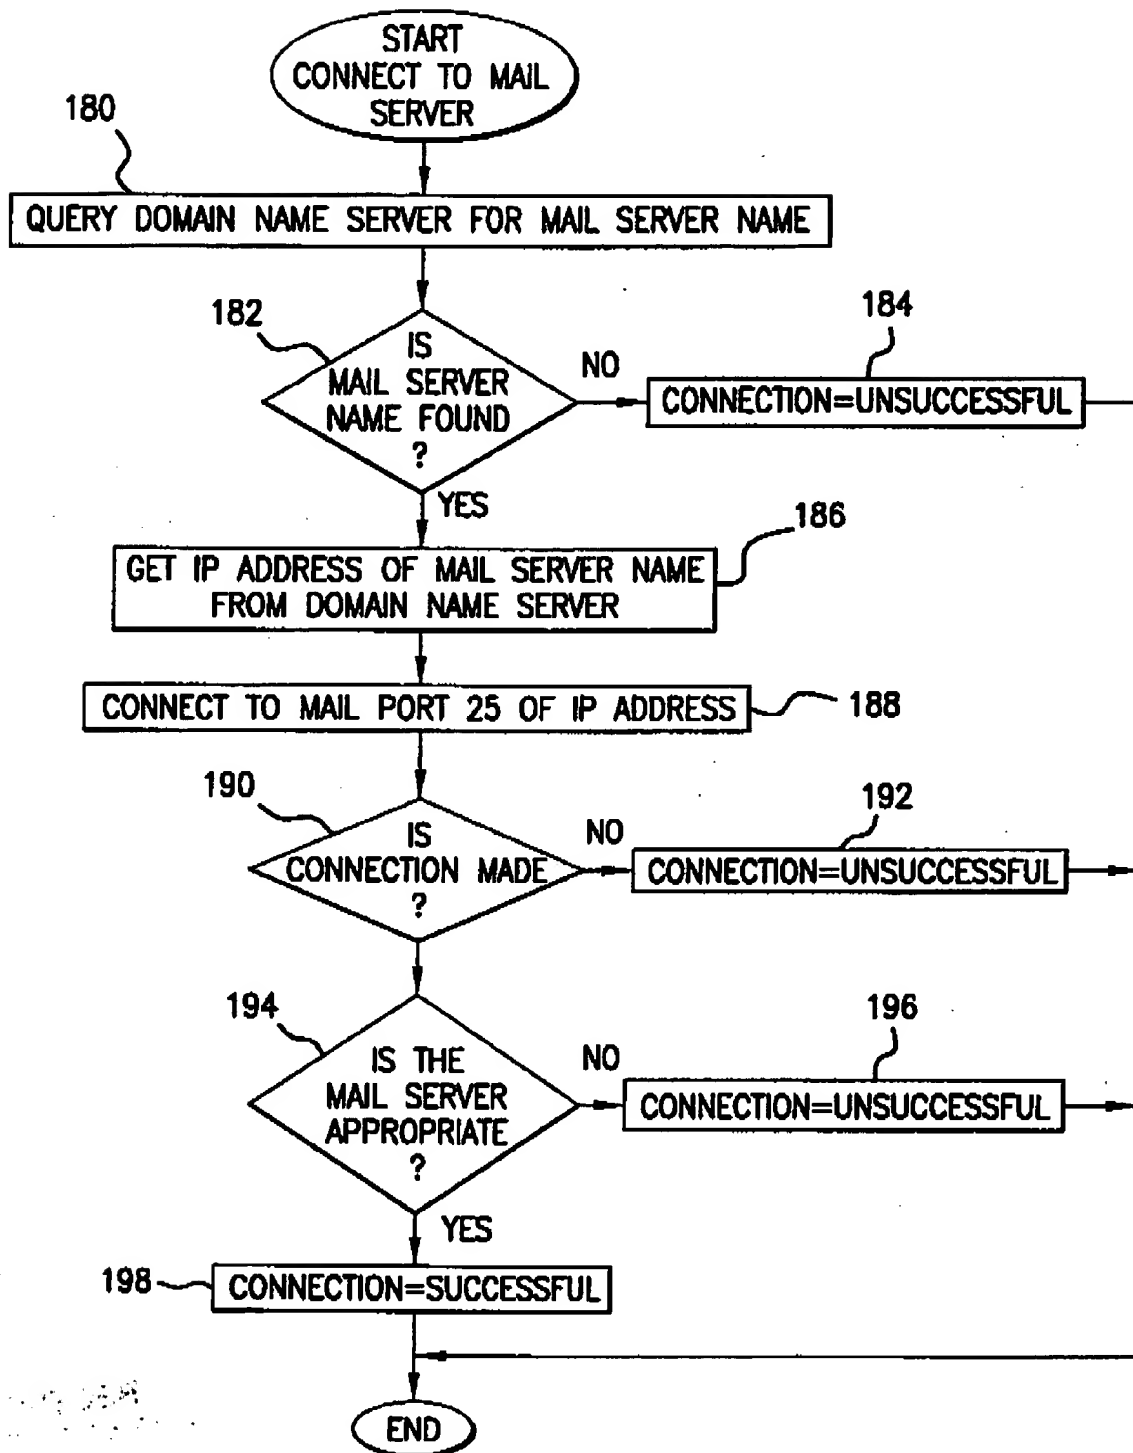 START
CONNECT TO MAIL
SERVER
180
QUERY DOMAIN NAME SERVER FOR MAIL SERVER NAME
182
IS
MAIL SERVER
NAME FOUND
?
NO
184
CONNECTION=UNSUCCESSFUL
YES
186
GET IP ADDRESS OF MAIL SERVER NAME
FROM DOMAIN NAME SERVER
CONNECT TO MAIL PORT 25 OF IP ADDRESS
188
190
IS
CONNECTION MADE
?
NO
192
CONNECTION=UNSUCCESSFUL
194
IS THE
MAIL SERVER
APPROPRIATE
?
NO
196
CONNECTION=UNSUCCESSFUL
YES
198
CONNECTION=SUCCESSFUL
END